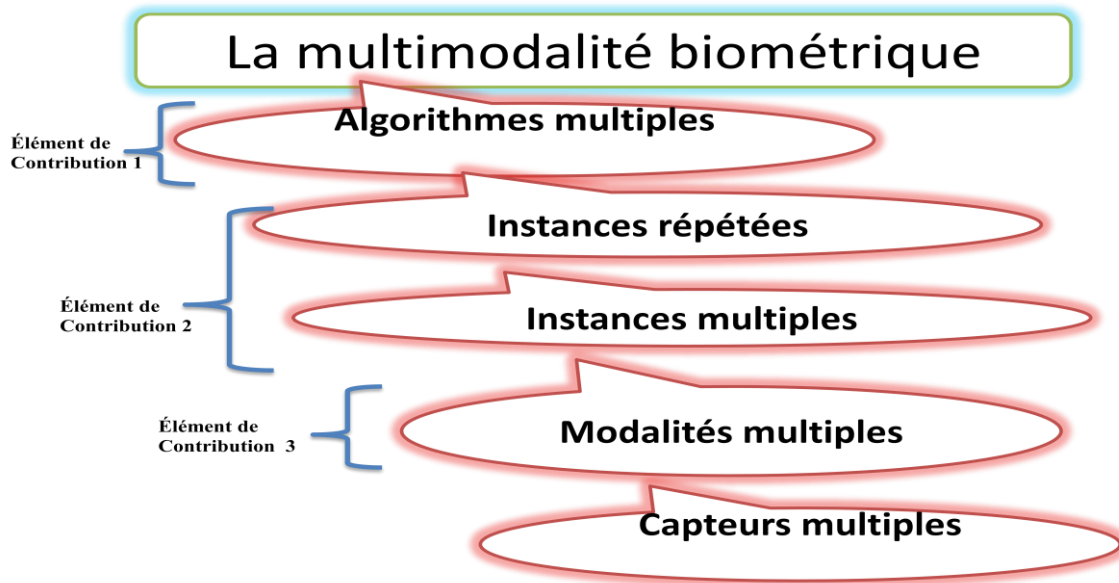 La multimodalité biométrique
Algorithmes multiples
Élément de
Contribution 1
Instances répétées
Élément de
Contribution 2
Instances multiples
Élément de
Contribution 3
Modalités multiples
Capteurs multiples